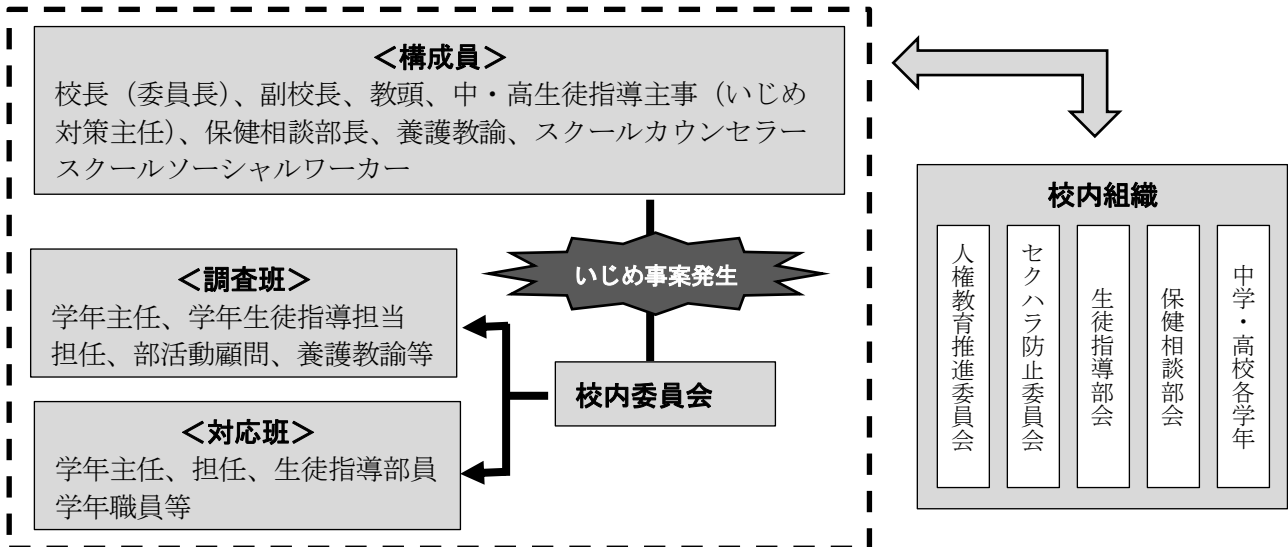 ＜構成員＞
校長（委員長）、副校長、教頭、中・高生徒指導主事（いじめ
対策主任）、保健相談部長、養護教諭、スクールカウンセラー
スクールソーシャルワーカー
いじめ事案発生
＜調査班＞
学年主任、学年生徒指導担当
担任、部活動顧問、養護教諭等
校内委員会
＜対応班＞
学年主任、担任、生徒指導部員
学年職員等
校内組織
人権教育推進委員会
セクハラ防止委員会
生徒指導部会
保健相談部会
中学・高校各学年